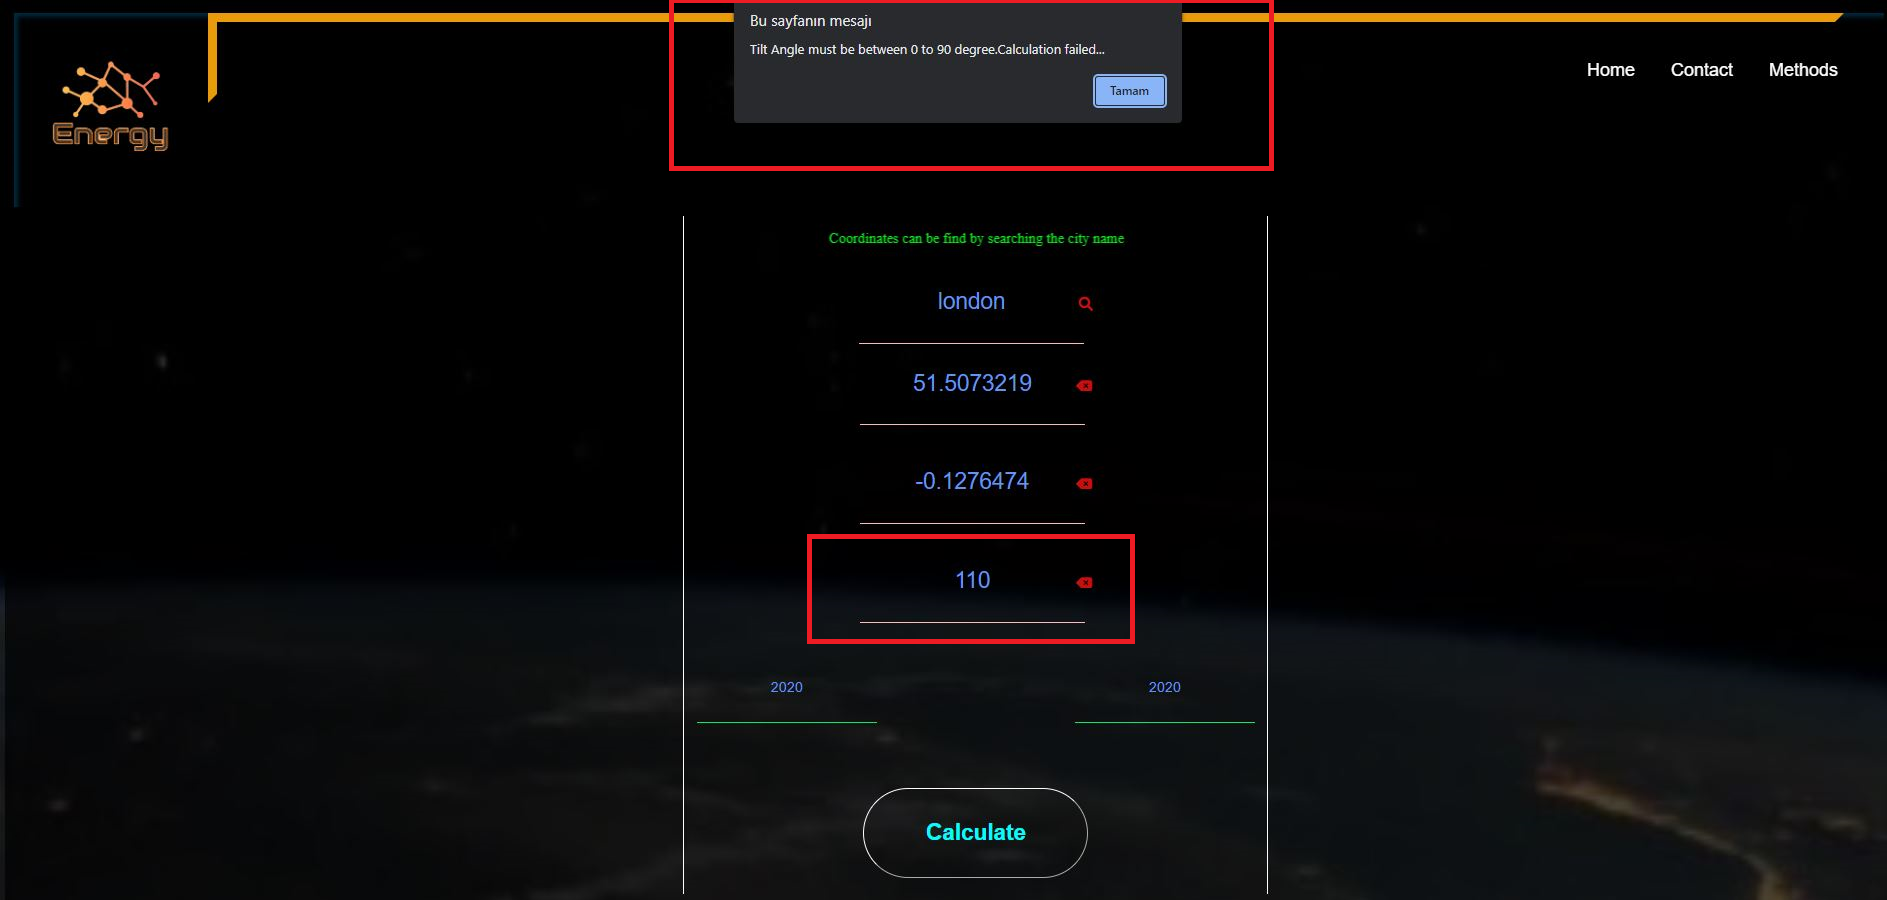 Bu sayfanın mesajı
Tilt Angle must be between 0 to 90 degree.Calculation failed...
Tamam
Energy
Home Contact Methods
Coordinates can be find by searching the city name
london
51.5073219
-0.1276474
110
2020 2020
Calculate